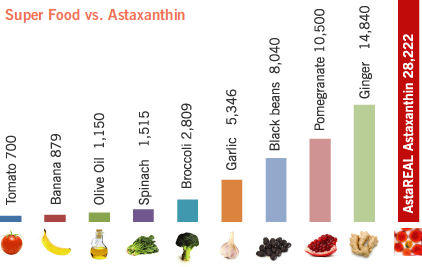 Super Food vs. Astaxanthin
Tomato 700
Banana 879
Olive Oil 1,150
Spinach 1,515
Broccoli 2,809
Garlic 5,346
Black beans 8,040
Pomegranate 10,500
Ginger 14,840
AstaREAL Astaxanthin 28,222